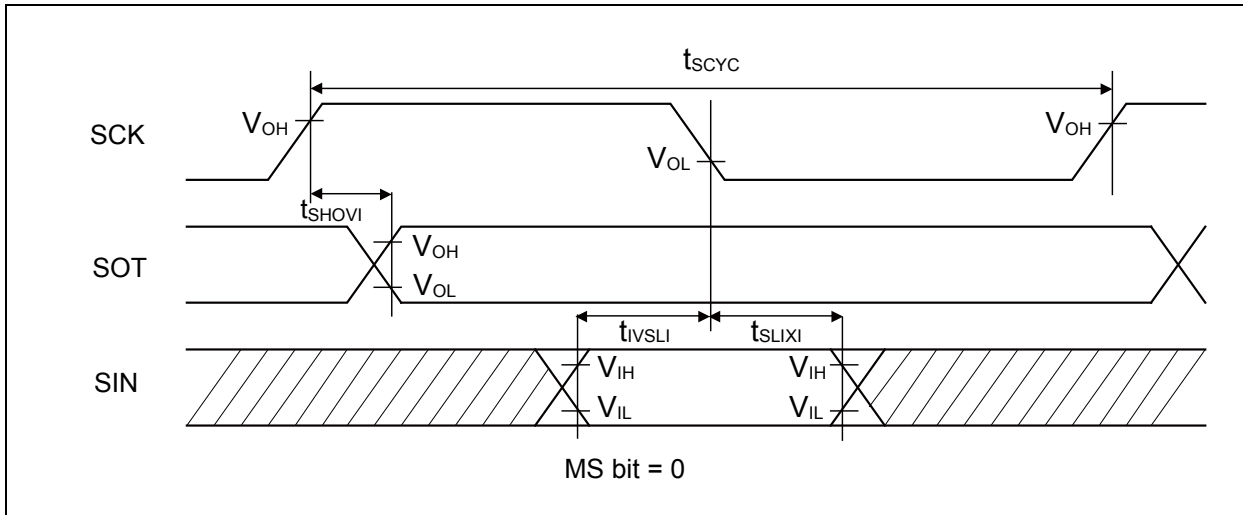 tSCYC
SCK
VOH
VOL
VOH
tSHOVI
SOT
VOH
VOL
tIVSLI
tSLIXI
SIN
VIH
VIH
VIL
VIL
MS bit = 0